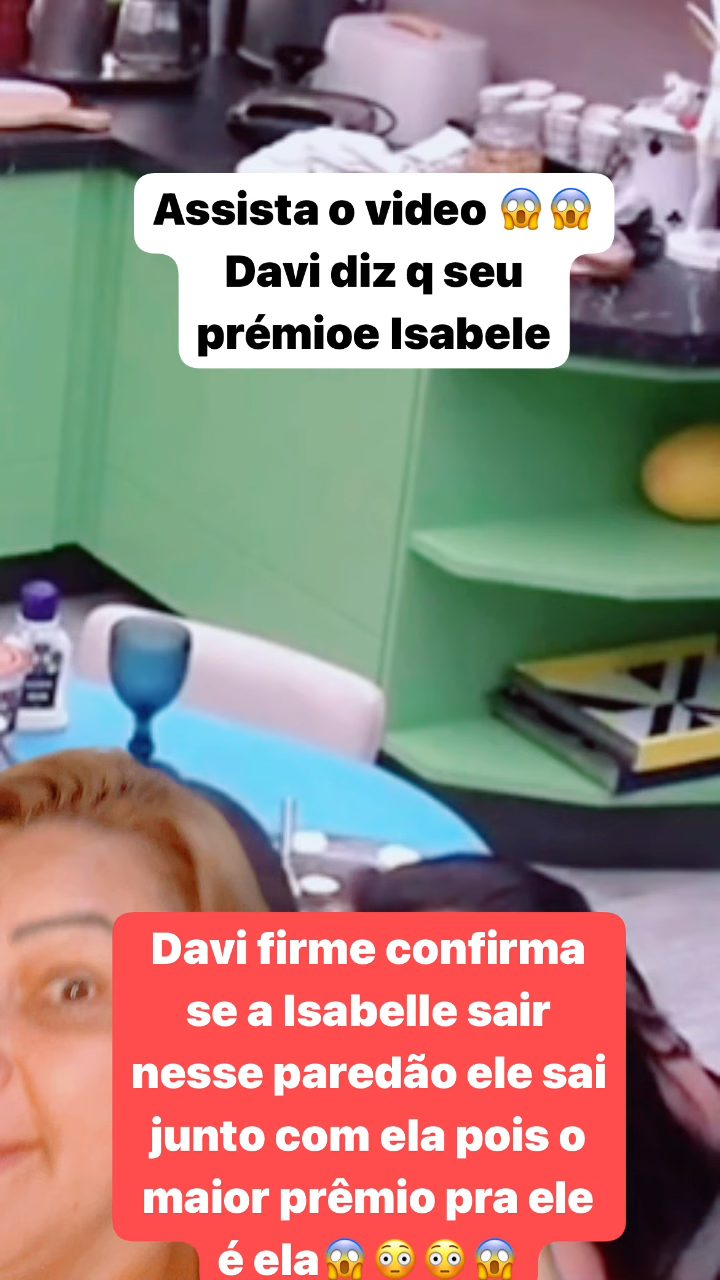 Assista o video 😱😱
Davi diz q seu
prémioe Isabele
Davi firme confirma
se a Isabelle sair
nesse paredão ele sai
junto com ela pois o
maior prêmio pra ele
é ela😱😳😳😱